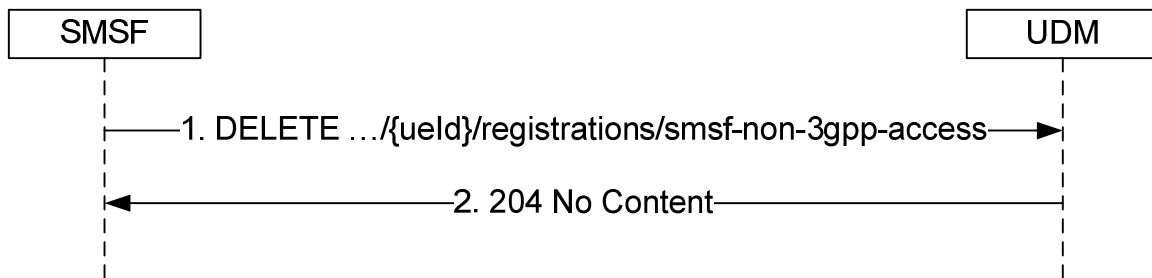 SMSF
UDM
1. DELETE …/{ueId}/registrations/smsf-non-3gpp-access
2. 204 No Content